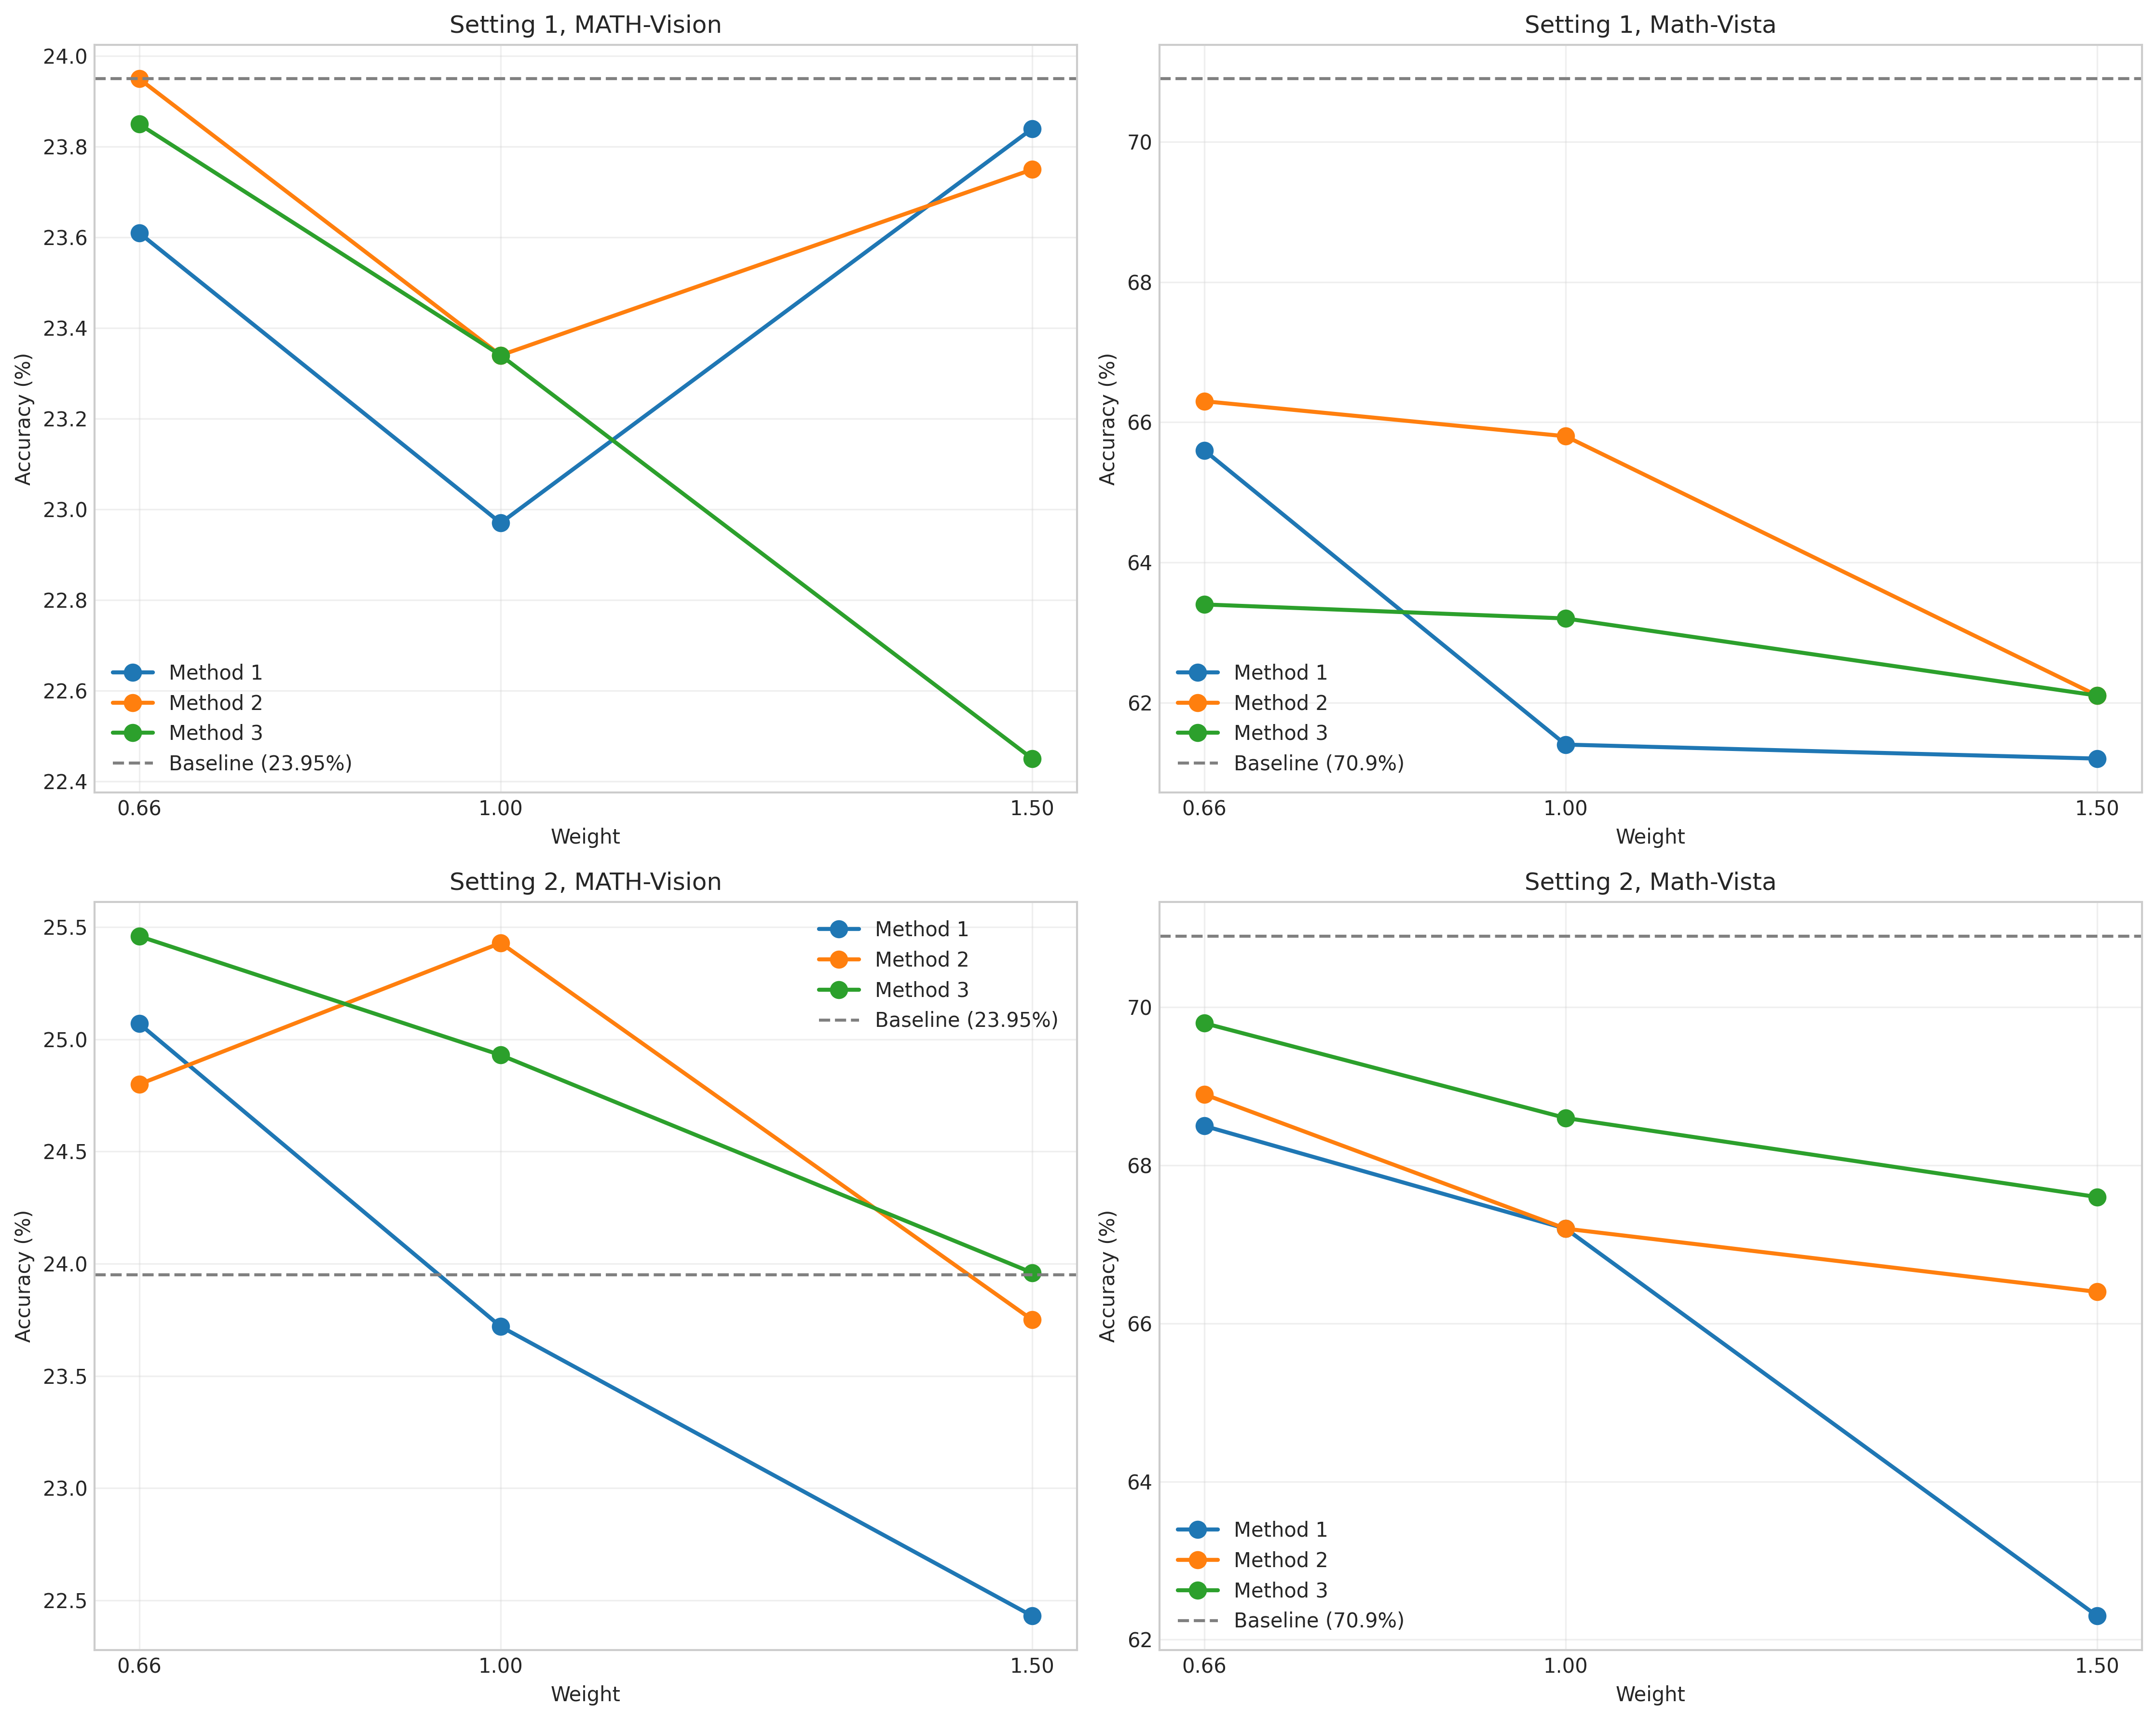 Setting 1, MATH-Vision
24.0
23.8
23.6
23.4
23.2
23.0
22.8
22.6
22.4
Accuracy (%)
Method 1
Method 2
Method 3
Baseline (23.95%)
0.66 1.00 1.50
Weight
Setting 1, Math-Vista
70
68
66
64
62
Accuracy (%)
Method 1
Method 2
Method 3
Baseline (70.9%)
0.66 1.00 1.50
Weight
Setting 2, MATH-Vision
25.5
25.0
24.5
24.0
23.5
23.0
22.5
Accuracy (%)
Method 1
Method 2
Method 3
Baseline (23.95%)
0.66 1.00 1.50
Weight
Setting 2, Math-Vista
70
68
66
64
62
Accuracy (%)
Method 1
Method 2
Method 3
Baseline (70.9%)
0.66 1.00 1.50
Weight